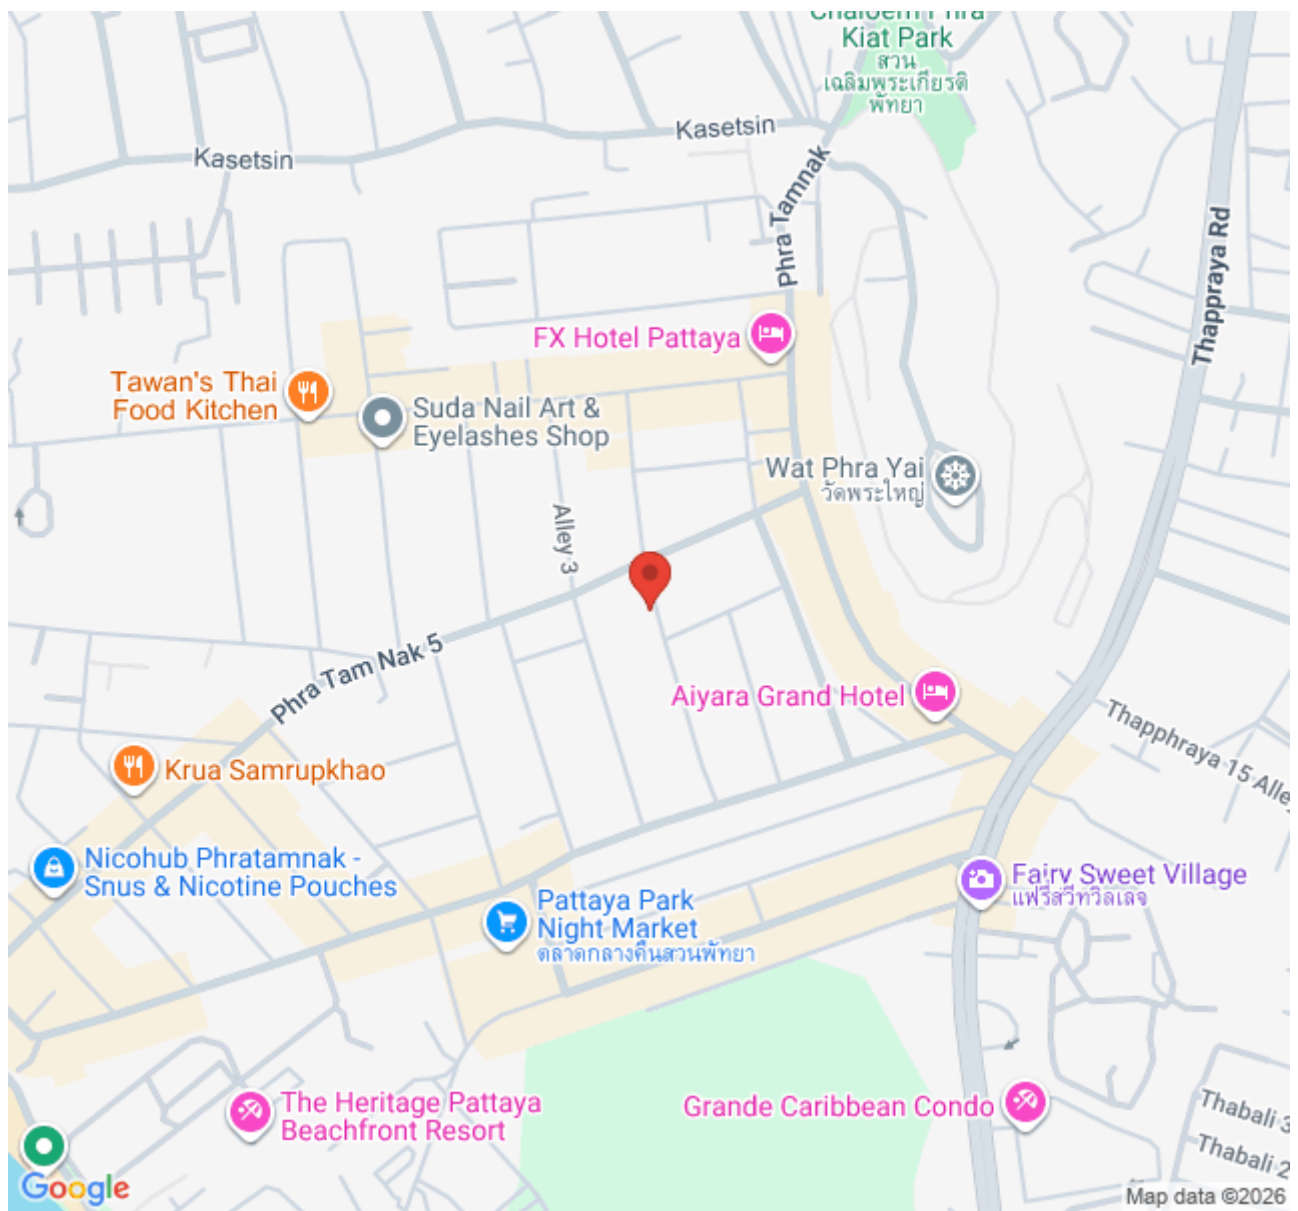 Chaloem Phra
Kiat Park
สวน
เฉลิมพระเกียรติ
พัทยา
Kasetsin
Kasetsin
Phra Tamnak
Thappraya Rd
FX Hotel Pattaya
Tawan's Thai
Food Kitchen
Suda Nail Art &
Eyelashes Shop
Wat Phra Yai
วัดพระใหญ่
Alley 3
Phra Tam Nak 5
Aiyara Grand Hotel
Thapphraya 15 Alley
Krua Samrupkhao
Nicohub Phratamnak -
Snus & Nicotine Pouches
Pattaya Park
Night Market
ตลาดกลางคืนสวนพัทยา
Fairy Sweet Village
แฟรี่สวีทวิลเลจ
The Heritage Pattaya
Beachfront Resort
Grande Caribbean Condo
Thabali 3
Thabali 2
Google
Map data ©2026